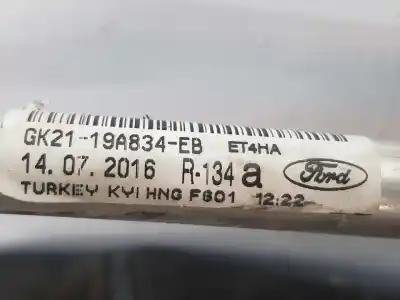 GK21-19A834-EB ET4HA
14.07.2016 R-134a Ford
TURKEY KYI HNG F601 12:22